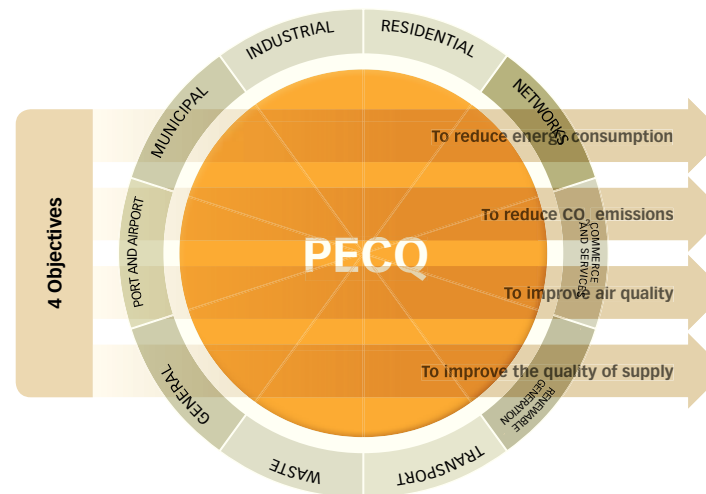 INDUSTRIAL
RESIDENTIAL
MUNICIPAL
NETWORKS
To reduce energy consumption
4 Objectives
PORT AND AIRPORT
To reduce CO₂ emissions
COMMERCE
AND SERVICES
PECQ
To improve air quality
To improve the quality of supply
GENERAL
RENEWABLE
GENERATION
WASTE
TRANSPORT